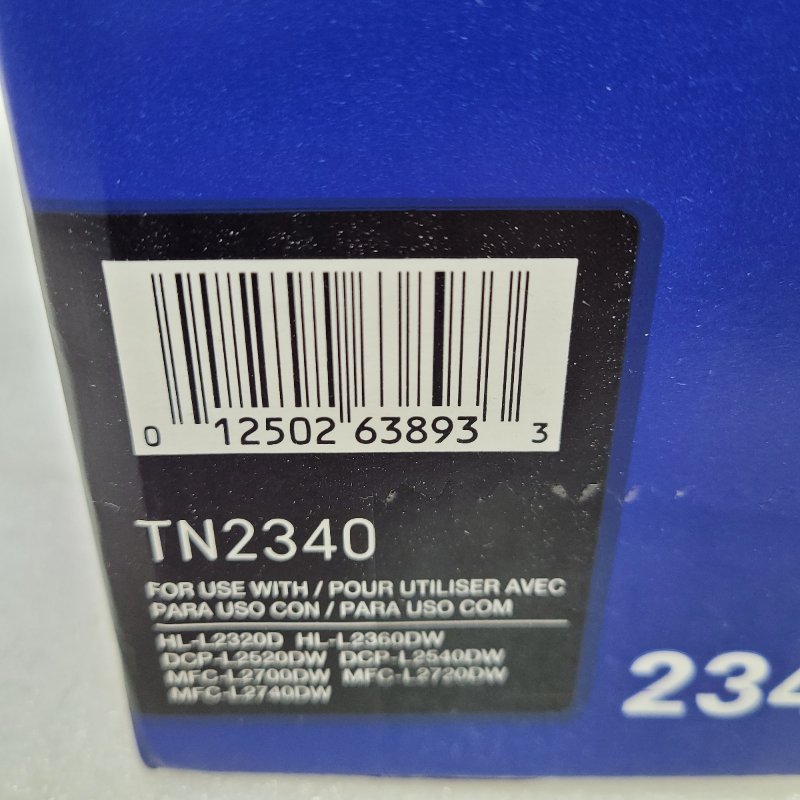 0 12502 63893 3
TN2340
FOR USE WITH / POUR UTILISER AVEC
PARA USO CON / PARA USO COM
HL-L2320D HL-L2360DW
DCP-L2520DW DCP-L2540DW
MFC-L2700DW MFC-L2720DW
MFC-L2740DW
234